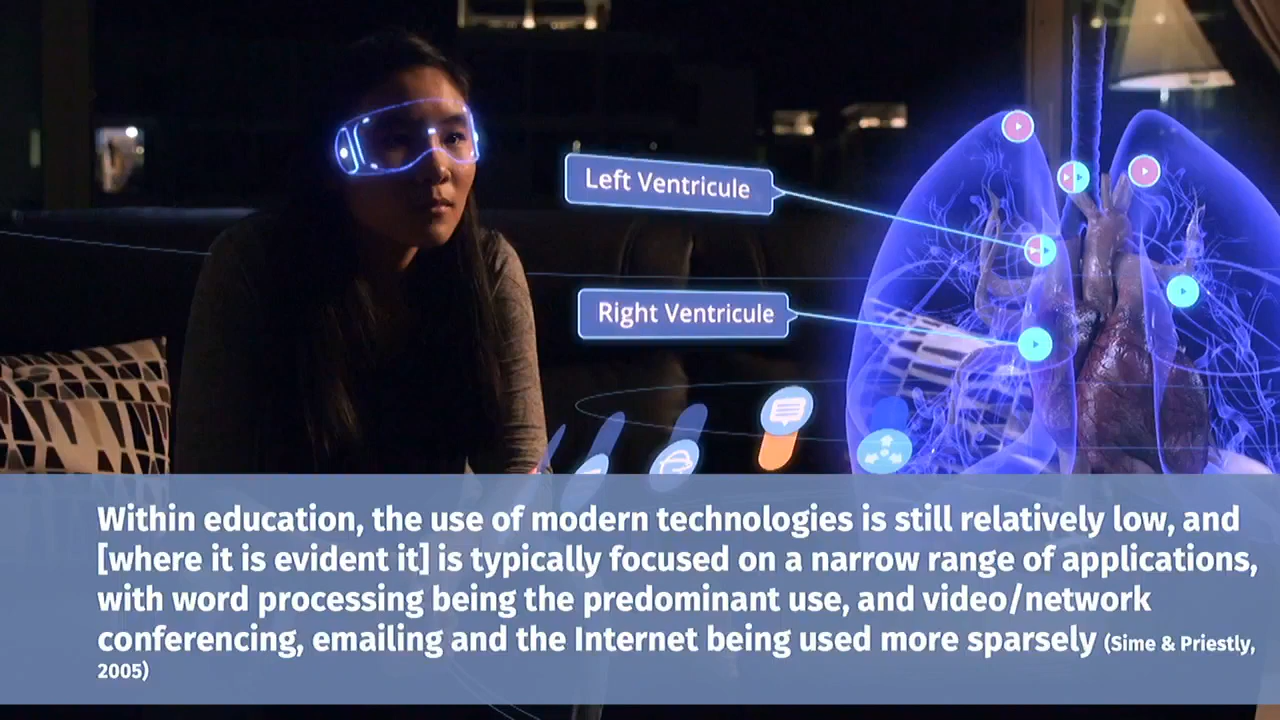 Left Ventricule
Right Ventricule
Within education, the use of modern technologies is still relatively low, and
[where it is evident it] is typically focused on a narrow range of applications,
with word processing being the predominant use, and video/network
conferencing, emailing and the Internet being used more sparsely (Sime & Priestly,
2005)